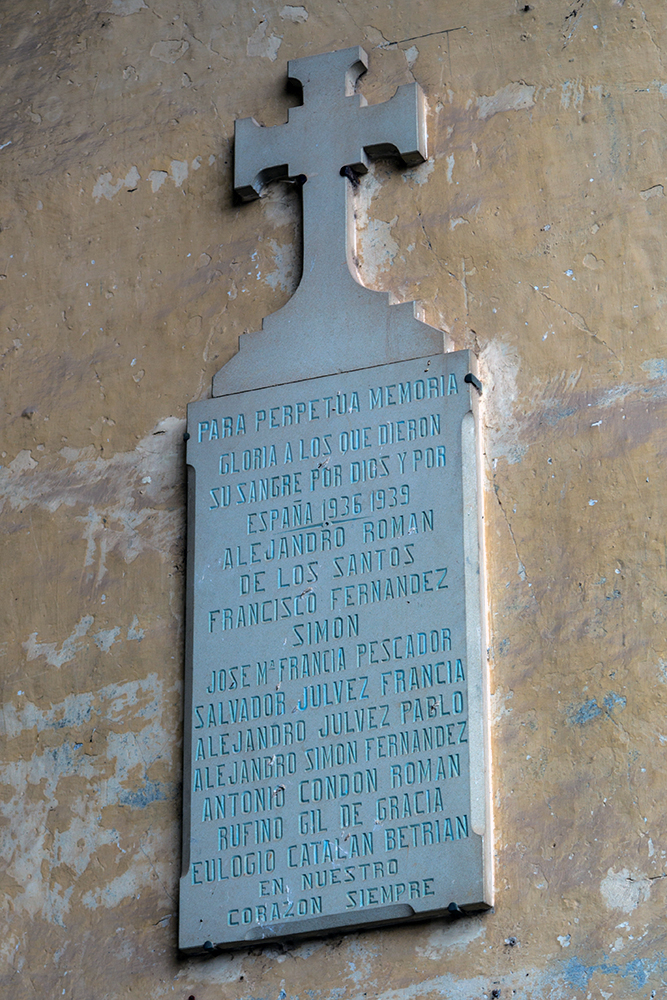 PARA PERPETUA MEMORIA
GLORIA A LOS QUE DIERON
SU SANGRE POR DIOS Y POR
ESPAÑA 1936 1939
ALEJANDRO ROMAN
DE LOS SANTOS
FRANCISCO FERNANDEZ
SIMON
JOSE Mª FRANCIA PESCADOR
SALVADOR JULVEZ FRANCIA
ALEJANDRO JULVEZ PABLO
ALEJANDRO SIMON FERNANDEZ
ANTONIO CONDON ROMAN
RUFINO GIL DE GRACIA
EULOGIO CATALAN BETRIAN
EN NUESTRO
CORAZON SIEMPRE